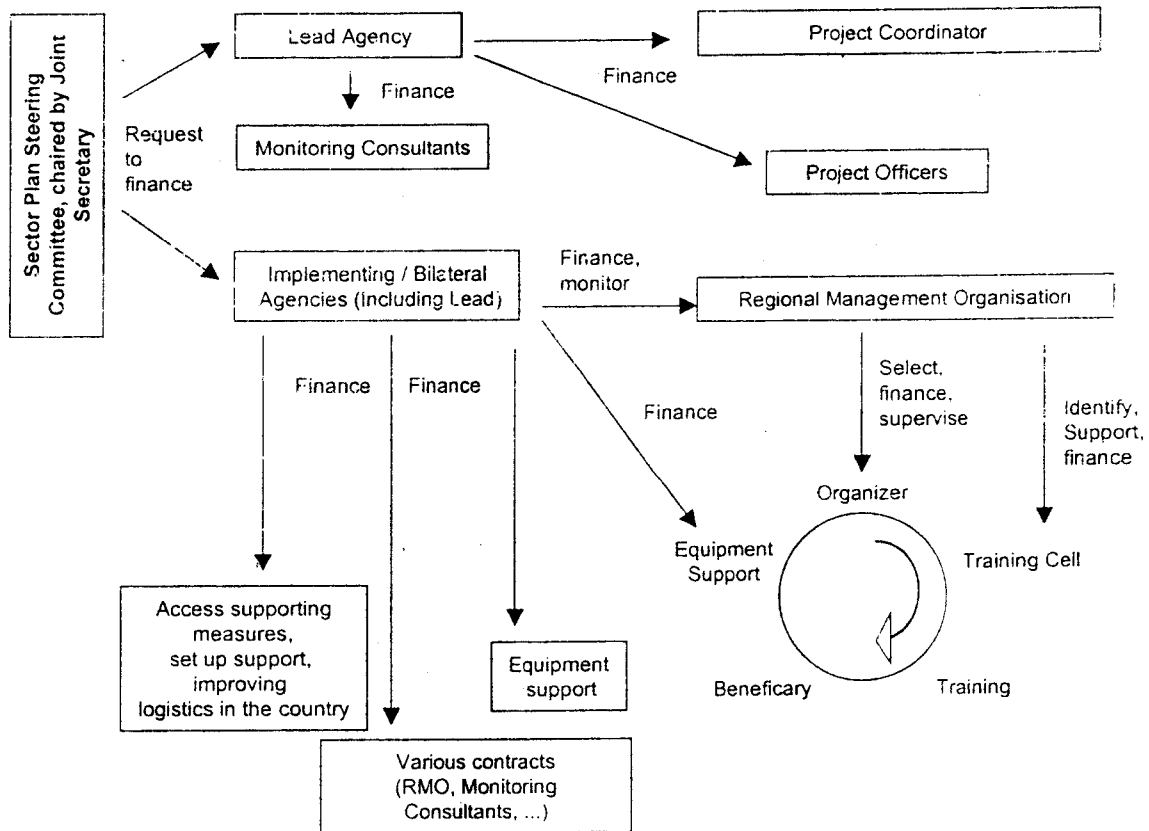 Sector Plan Steering
Committee, chaired by Joint
Secretary
Request
to
finance
Lead Agency
Finance
Monitoring Consultants
Finance
Project Coordinator
Project Officers
Implementing / Bilateral
Agencies (Including Lead)
Finance,
monitor
Regional Management Organisation
Finance
Finance
Finance
Select,
finance,
supervise
Identify,
Support,
finance
Organizer
Equipment
Support
Training Cell
Beneficary
Training
Access supporting
measures,
set up support,
improving
logistics in the country
Equipment
support
Various contracts
(RMO, Monitoring
Consultants, ...)